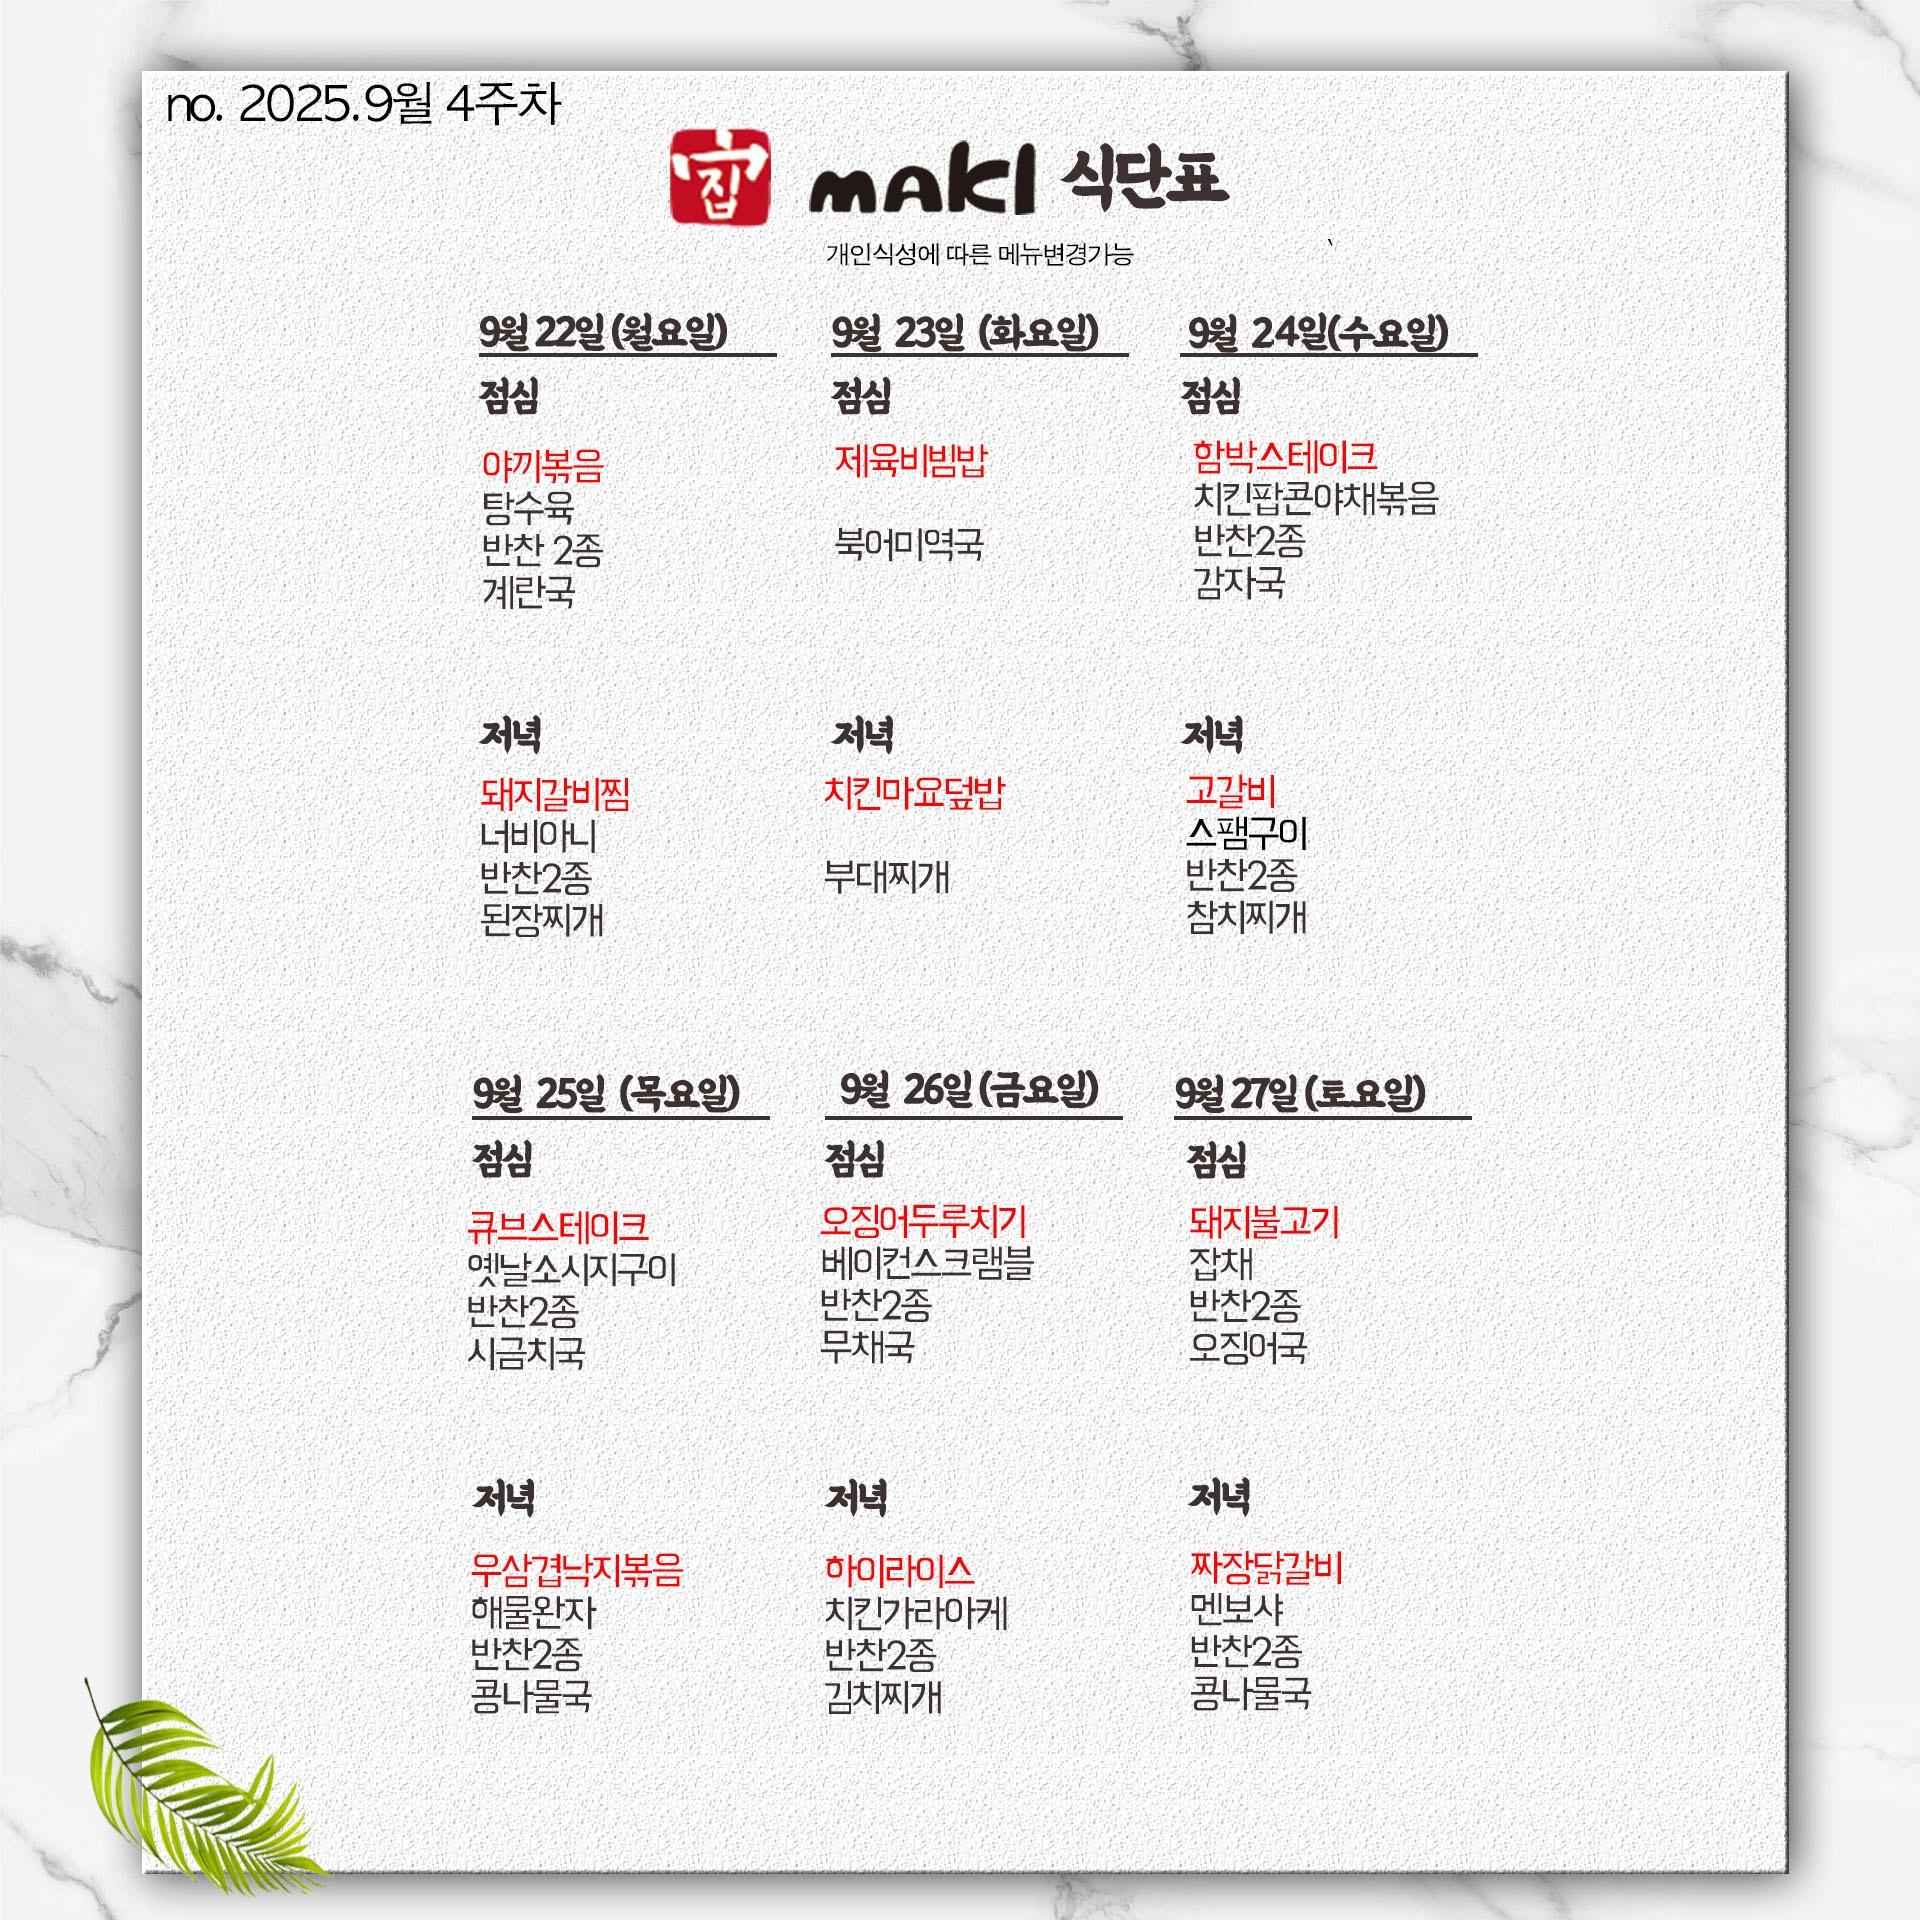 no. 2025.9월 4주차
집 maki 식단표
개인식성에 따른 메뉴변경가능
9월 22일 (월요일)
점심
야끼볶음
탕수육
반찬 2종
계란국
저녁
돼지갈비찜
너비아니
반찬2종
된장찌개
9월 23일 (화요일)
점심
제육비빔밥
북어미역국
저녁
치킨마요덮밥
부대찌개
9월 24일(수요일)
점심
함박스테이크
치킨팝콘야채볶음
반찬2종
감자국
저녁
고갈비
스팸구이
반찬2종
참치찌개
9월 25일 (목요일)
점심
큐브스테이크
옛날소시지구이
반찬2종
시금치국
저녁
우삼겹낙지볶음
해물완자
반찬2종
콩나물국
9월 26일 (금요일)
점심
오징어두루치기
베이컨스크램블
반찬2종
무채국
저녁
하이라이스
치킨가라아케
반찬2종
김치찌개
9월 27일 (토요일)
점심
돼지불고기
잡채
반찬2종
오징어국
저녁
짜장닭갈비
멘보샤
반찬2종
콩나물국